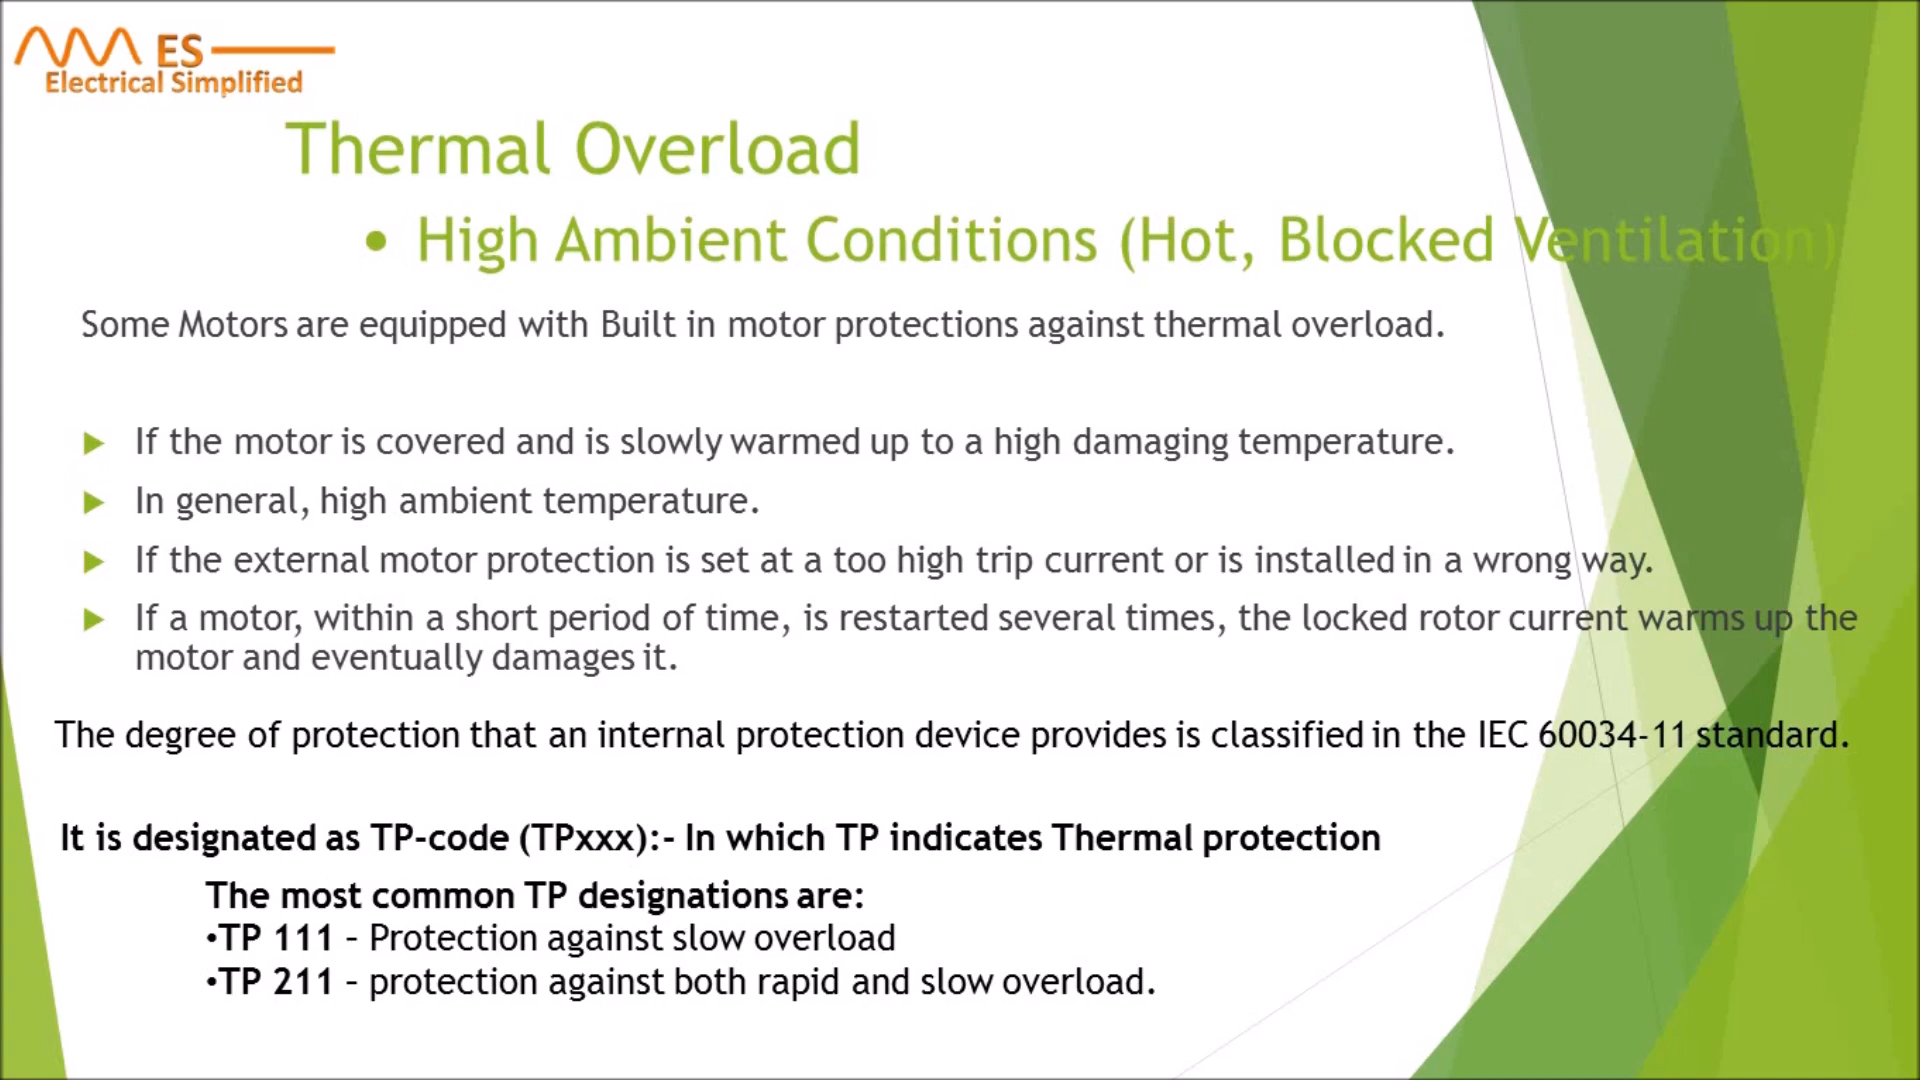 ES
Electrical Simplified
Thermal Overload
• High Ambient Conditions (Hot, Blocked Ventilation)
Some Motors are equipped with Built in motor protections against thermal overload.
If the motor is covered and is slowly warmed up to a high damaging temperature.
In general, high ambient temperature.
If the external motor protection is set at a too high trip current or is installed in a wrong way.
If a motor, within a short period of time, is restarted several times, the locked rotor current warms up the
motor and eventually damages it.
The degree of protection that an internal protection device provides is classified in the IEC 60034-11 standard.
It is designated as TP-code (TPxxx):- In which TP indicates Thermal protection
The most common TP designations are:
•TP 111 – Protection against slow overload
•TP 211 – protection against both rapid and slow overload.